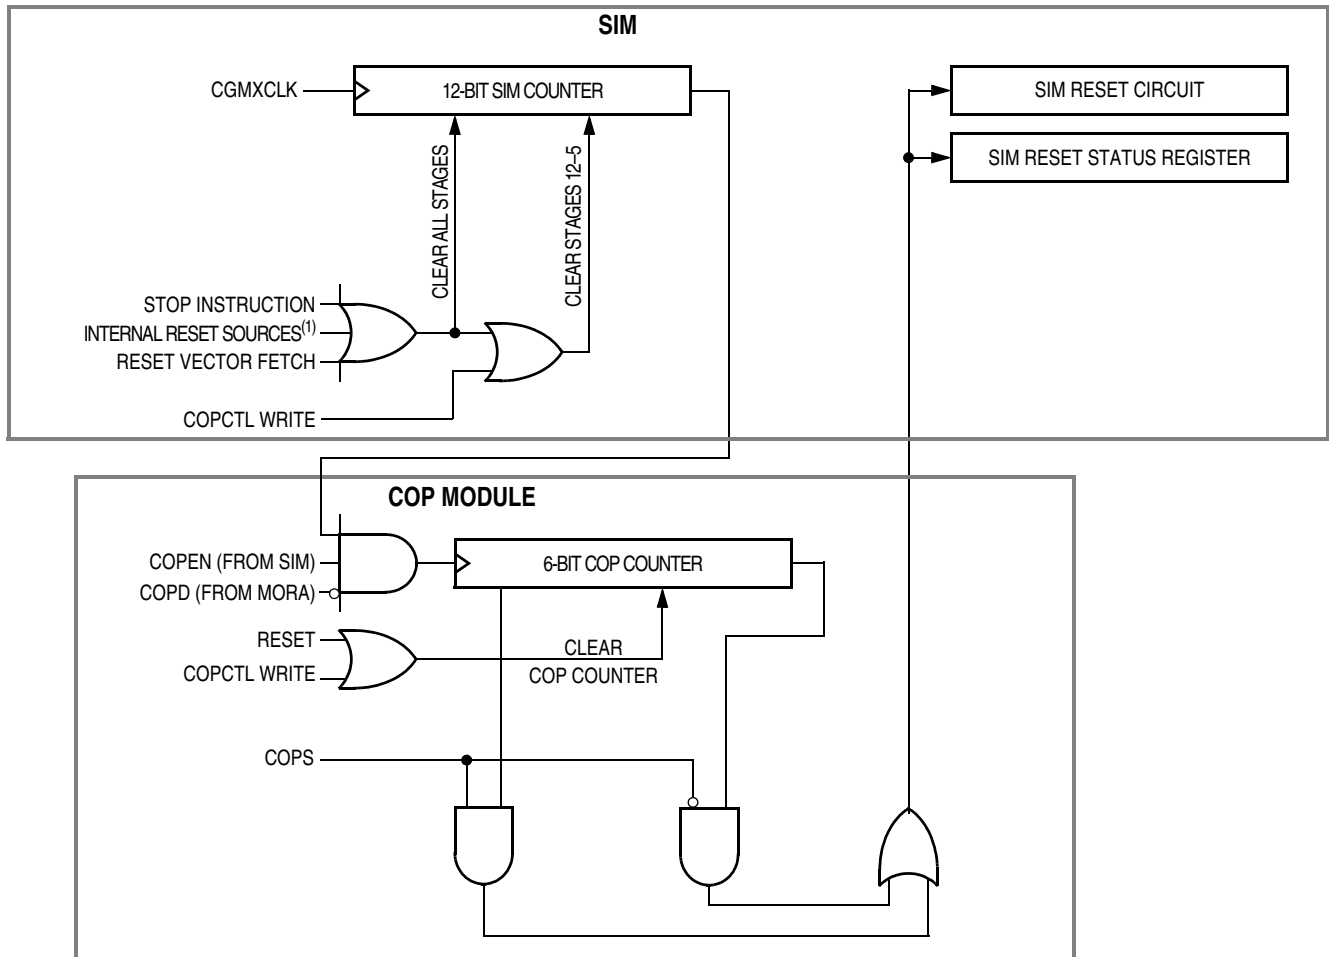 SIM
CGMXCLK
12-BIT SIM COUNTER
SIM RESET CIRCUIT
SIM RESET STATUS REGISTER
CLEAR ALL STAGES
CLEAR STAGES 12–5
STOP INSTRUCTION
INTERNAL RESET SOURCES(1)
RESET VECTOR FETCH
COPCTL WRITE
COP MODULE
COPEN (FROM SIM)
6-BIT COP COUNTER
COPD (FROM MORA)
RESET
CLEAR
COPCTL WRITE
COP COUNTER
COPS